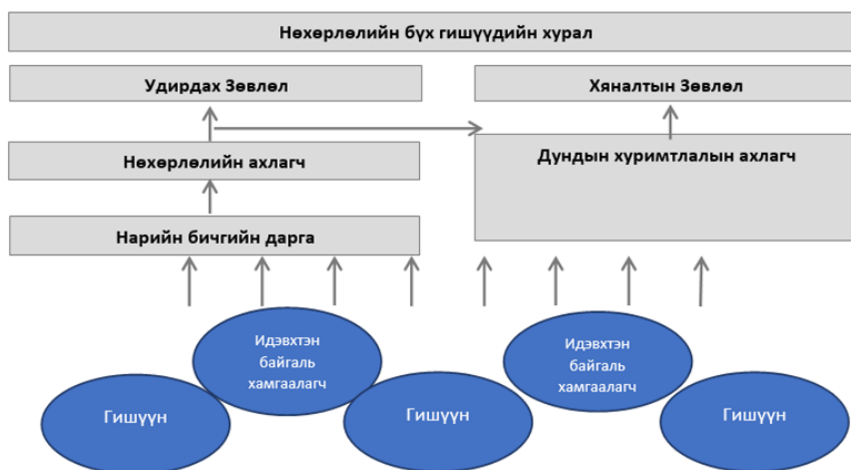 Нөхөрлөлийн бүх гишүүдийн хурал
Удирдах Зөвлөл
Хяналтын Зөвлөл
Нөхөрлөлийн ахлагч
Дундын хуримтлалын ахлагч
Нарийн бичгийн дарга
Идэвхтэн
байгаль
хамгаалагч
Идэвхтэн
байгаль
хамгаалагч
Гишүүн
Гишүүн
Гишүүн